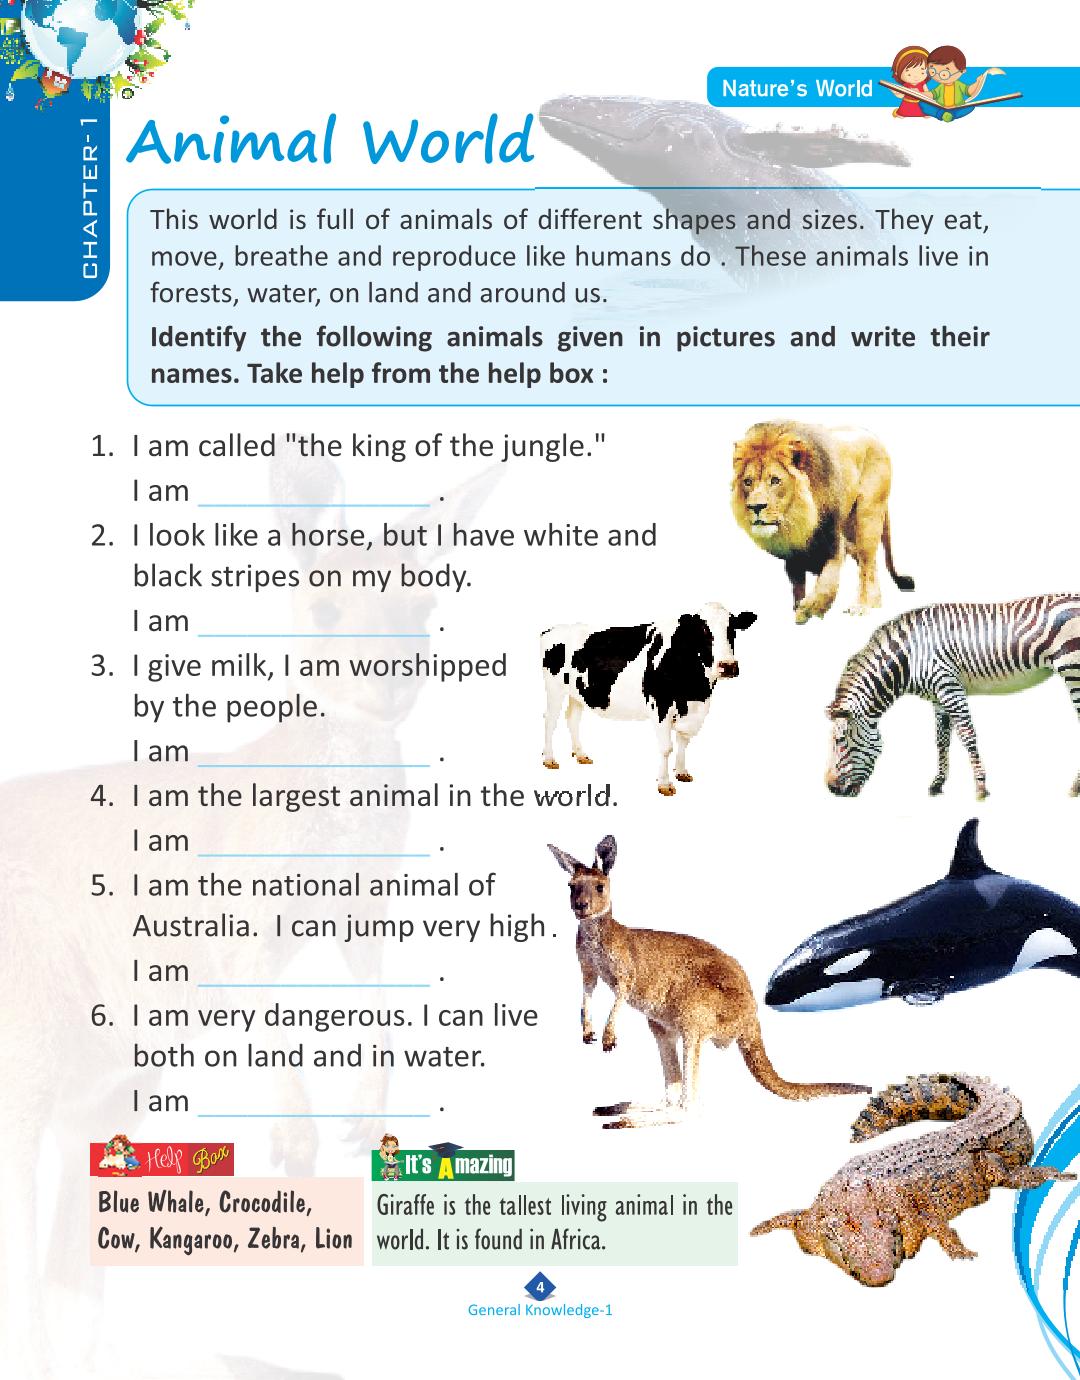 CHAPTER-1
Nature's World
Animal World
This world is full of animals of different shapes and sizes. They eat,
move, breathe and reproduce like humans do . These animals live in
forests, water, on land and around us.
Identify the following animals given in pictures and write their
names. Take help from the help box :
1. I am called "the king of the jungle."
I am ______________ .
2. I look like a horse, but I have white and
black stripes on my body.
I am ______________ .
3. I give milk, I am worshipped
by the people.
I am ______________ .
4. I am the largest animal in the world.
I am ______________ .
5. I am the national animal of
Australia. I can jump very high .
I am ______________ .
6. I am very dangerous. I can live
both on land and in water.
I am ______________ .
Help Box
Blue Whale, Crocodile,
Cow, Kangaroo, Zebra, Lion
It's Amazing
Giraffe is the tallest living animal in the
world. It is found in Africa.
4
General Knowledge-1